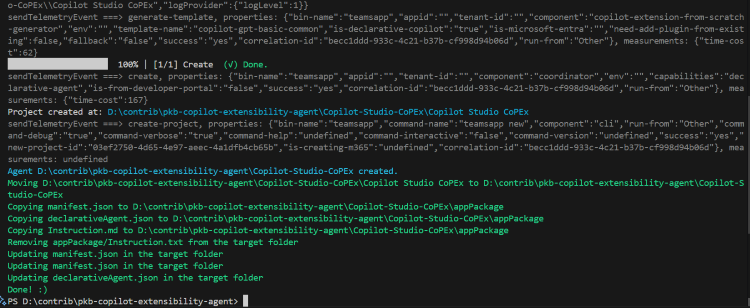 o-CoPEx\\Copilot Studio CoPEx","logProvider":{"logLevel":1}}
sendTelemetryEvent ===> generate-template, properties: {"bin-name":"teamsapp","appid":"","tenant-id":"","component":"copilot-extension-from-scratch
-generator","env":"","template-name":"copilot-gpt-basic-common","is-declarative-copilot":"true","is-microsoft-entra":"","need-add-plugin-from-exist
ing":false,"fallback":"false","success":"yes","correlation-id":"becc1ddd-933c-4c21-b37b-cf998d94b06d","run-from":"Other"}, measurements: {"time-cos
t":62}
100% | [1/1] Create (√) Done.
sendTelemetryEvent ===> create, properties: {"bin-name":"teamsapp","appid":"","tenant-id":"","component":"coordinator","env":"","capabilities":"dec
larative-agent","is-from-developer-portal":"false","success":"yes","correlation-id":"becc1ddd-933c-4c21-b37b-cf998d94b06d","run-from":"Other"}, mea
surements: {"time-cost":167}
Project created at: D:\contrib\pkb-copilot-extensibility-agent\Copilot-Studio-CoPEx\Copilot Studio CoPEx
sendTelemetryEvent ===> create-project, properties: {"bin-name":"teamsapp","command-name":"teamsapp new","component":"cli","run-from":"Other","comm
and-debug":"true","command-verbose":"true","command-help":"undefined","command-interactive":"false","command-version":"undefined","success":"yes","
new-project-id":"03ef2750-4d65-4e97-aeec-4a1dfb4cb65b","is-creating-m365":"undefined","correlation-id":"becc1ddd-933c-4c21-b37b-cf998d94b06d"}, mea
surements: undefined
Agent D:\contrib\pkb-copilot-extensibility-agent\Copilot-Studio-CoPEx created.
Moving D:\contrib\pkb-copilot-extensibility-agent\Copilot-Studio-CoPEx\Copilot Studio CoPEx to D:\contrib\pkb-copilot-extensibility-agent\Copilot-S
tudio-CoPEx
Copying manifest.json to D:\contrib\pkb-copilot-extensibility-agent\Copilot-Studio-CoPEx\appPackage
Copying declarativeAgent.json to D:\contrib\pkb-copilot-extensibility-agent\Copilot-Studio-CoPEx\appPackage
Copying Instruction.md to D:\contrib\pkb-copilot-extensibility-agent\Copilot-Studio-CoPEx\appPackage
Removing appPackage/Instruction.txt from the target folder
Updating manifest.json in the target folder
Updating manifest.json in the target folder
Updating declarativeAgent.json in the target folder
Done! :)
PS D:\contrib\pkb-copilot-extensibility-agent>